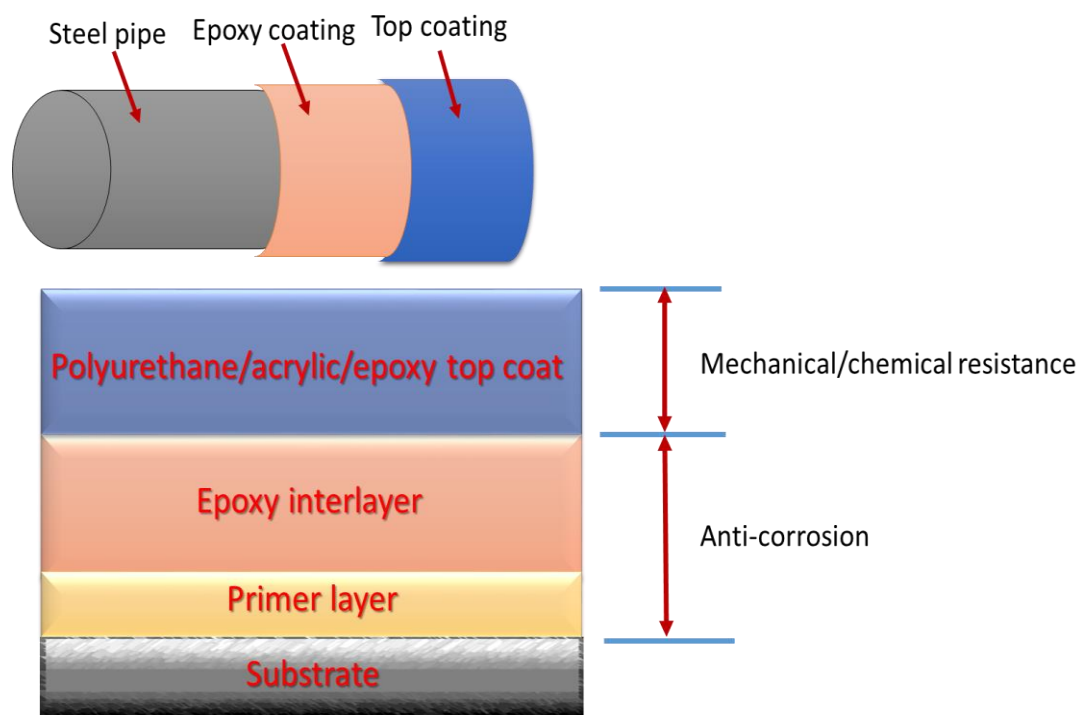 Steel pipe
Epoxy coating
Top coating
Polyurethane/acrylic/epoxy top coat
Mechanical/chemical resistance
Epoxy interlayer
Anti-corrosion
Primer layer
Substrate